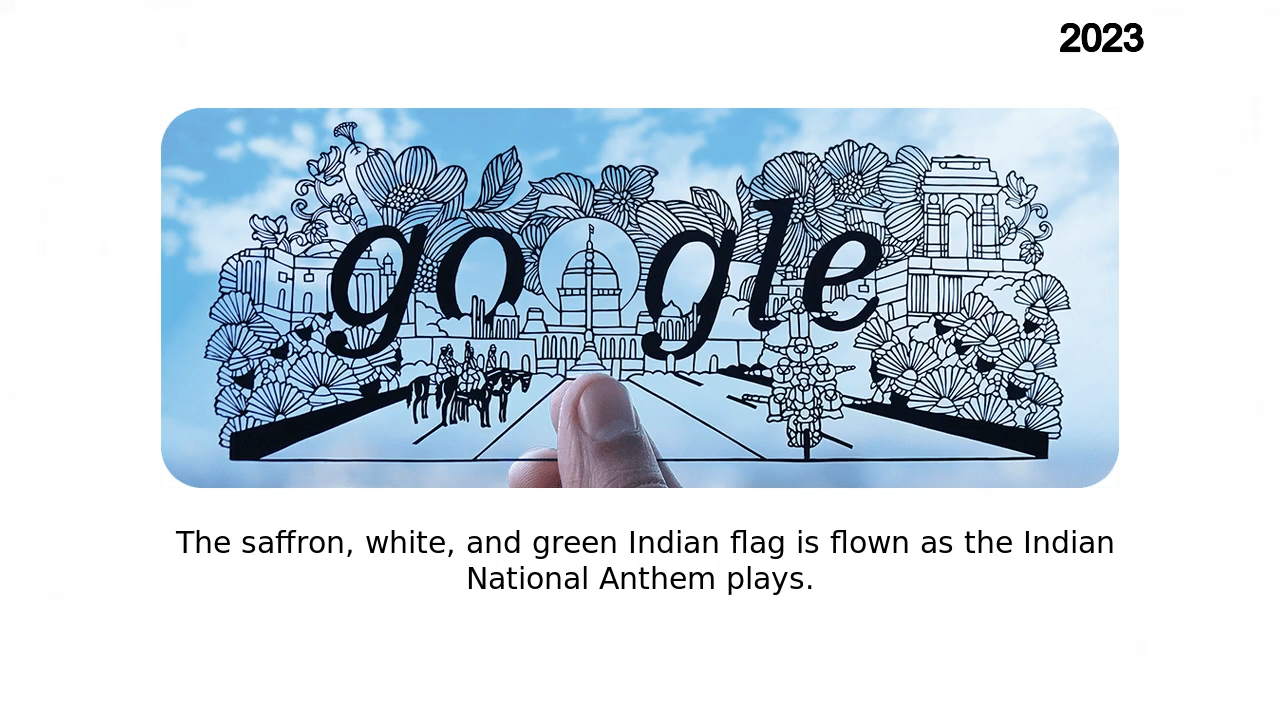 2023
google
The saffron, white, and green Indian flag is flown as the Indian
National Anthem plays.